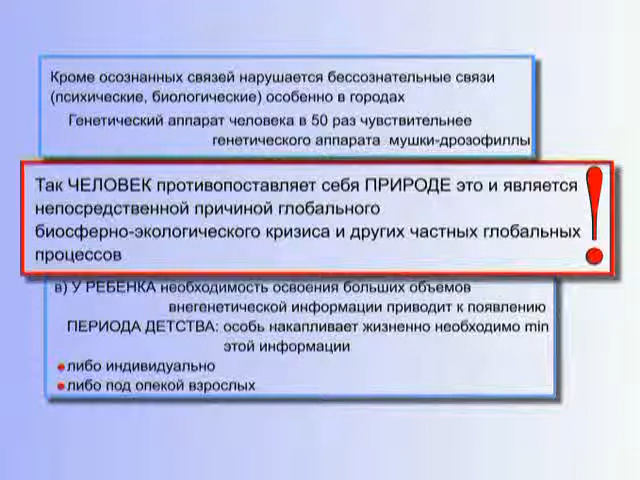 Кроме осознанных связей нарушается бессознательные связи
(психические, биологические) особенно в городах
Генетический аппарат человека в 50 раз чувствительнее
генетического аппарата мушки-дрозофиллы
Так ЧЕЛОВЕК противопоставляет себя ПРИРОДЕ это и является
непосредственной причиной глобального
биосферно-экологического кризиса и других частных глобальных
процессов
!
в) У РЕБЕНКА необходимость освоения больших объемов
внегенетической информации приводит к появлению
ПЕРИОДА ДЕТСТВА: особь накапливает жизненно необходимо min
этой информации
либо индивидуально
либо под опекой взрослых